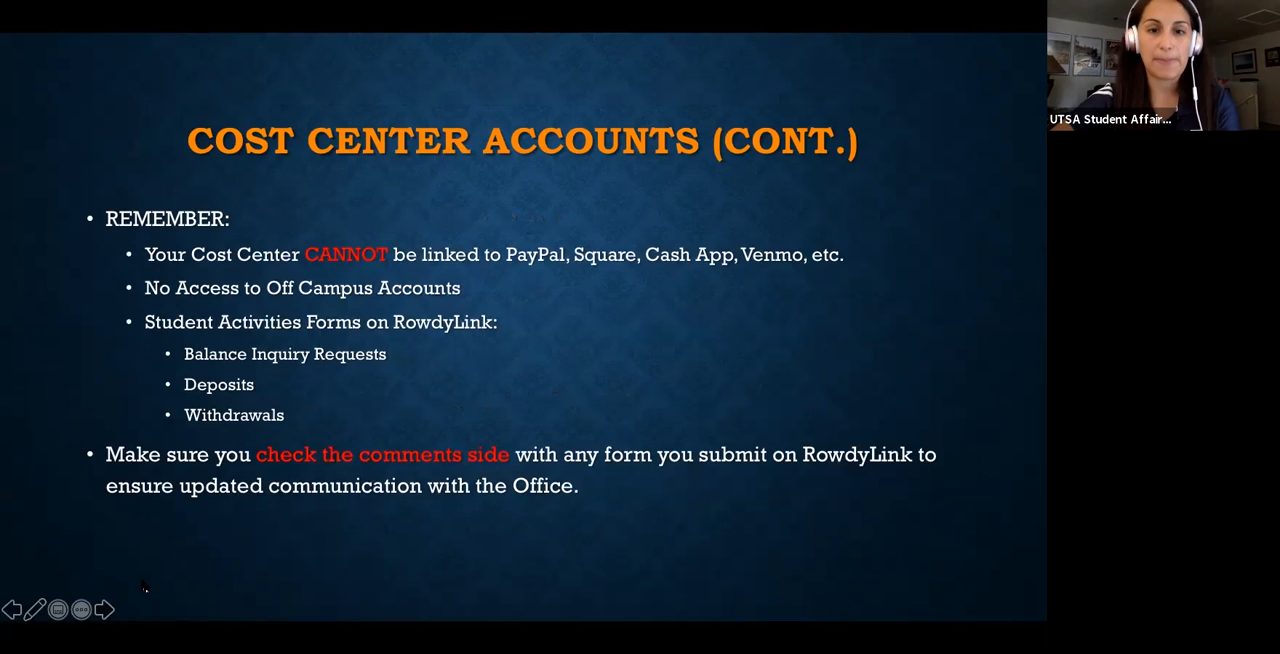 COST CENTER ACCOUNTS (CONT.)
UTSA Student Affair...
• REMEMBER:
• Your Cost Center CANNOT be linked to PayPal, Square, Cash App, Venmo, etc.
• No Access to Off Campus Accounts
• Student Activities Forms on RowdyLink:
• Balance Inquiry Requests
• Deposits
• Withdrawals
• Make sure you check the comments side with any form you submit on RowdyLink to
ensure updated communication with the Office.